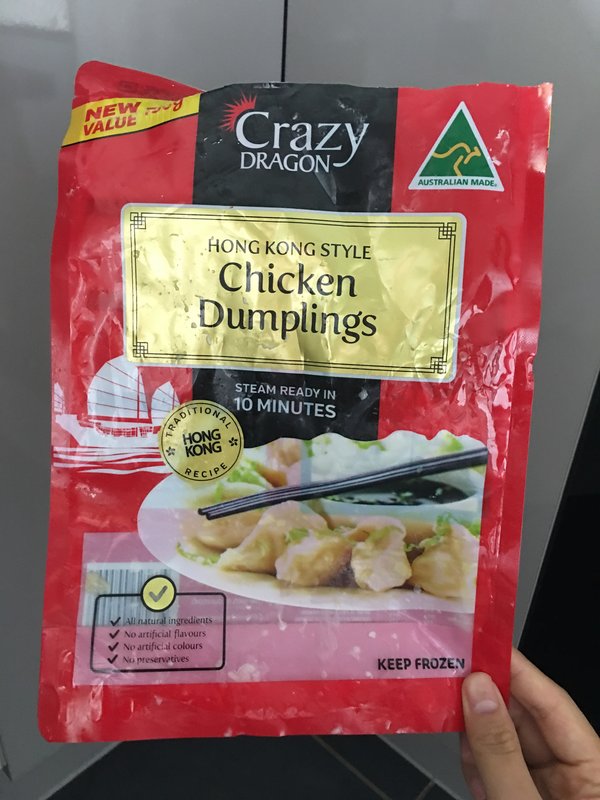 NEW
VALUE
Crazy
DRAGON
AUSTRALIAN MADE
HONG KONG STYLE
Chicken
Dumplings
STEAM READY IN
10 MINUTES
TRADITIONAL
HONG
KONG
RECIPE
All natural ingredients
No artificial flavours
No artificial colours
No preservatives
KEEP FROZEN